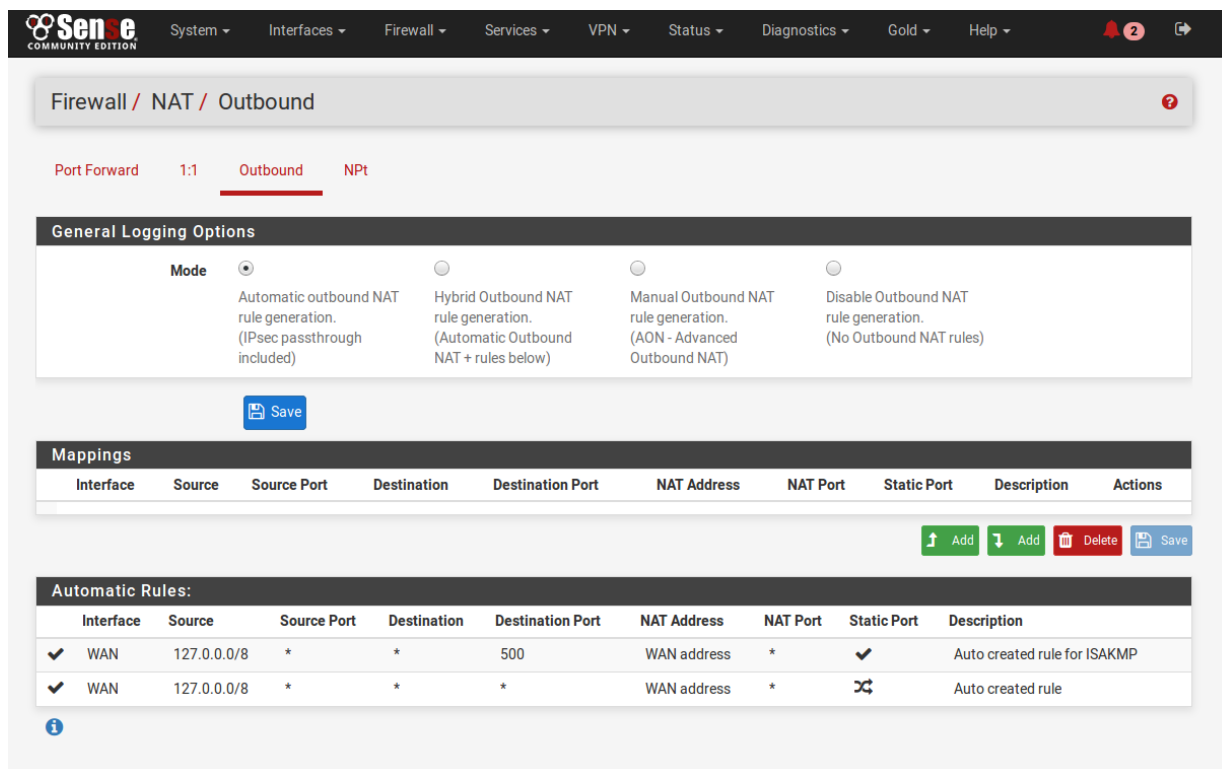 Sense COMMUNITY EDITION System Interfaces Firewall Services VPN Status Diagnostics Gold Help 2
Firewall / NAT / Outbound
Port Forward 1:1 Outbound NPt
General Logging Options
Mode
Automatic outbound NAT
rule generation.
(IPsec passthrough
included)
Hybrid Outbound NAT
rule generation.
(Automatic Outbound
NAT + rules below)
Manual Outbound NAT
rule generation.
(AON - Advanced
Outbound NAT)
Disable Outbound NAT
rule generation.
(No Outbound NAT rules)
Save
Mappings
Interface Source Source Port Destination Destination Port NAT Address NAT Port Static Port Description Actions
Add Add Delete Save
Automatic Rules:
Interface Source Source Port Destination Destination Port NAT Address NAT Port Static Port Description
WAN 127.0.0.0/8 * * 500 WAN address * Auto created rule for ISAKMP
WAN 127.0.0.0/8 * * * WAN address * Auto created rule